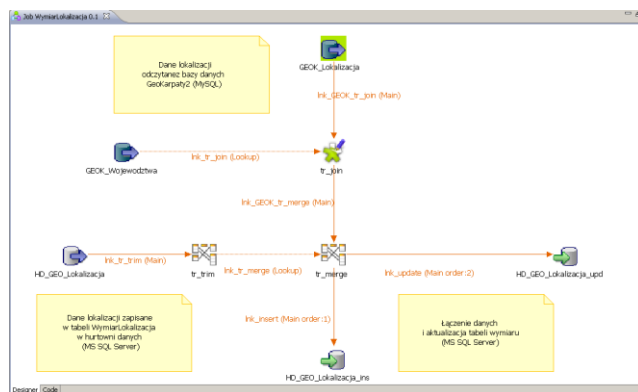 Job WymiarLokalizacja 0.1
Dane lokalizacji
odczytanez bazy danych
GeoKarpaty2 (MySQL)
GEOK_Lokalizacja
lnk_GEOK_tr_join (Main)
GEOK_Wojewodztwa
lnk_tr_join (Lookup)
tr_join
lnk_GEOK_tr_merge (Main)
HD_GEO_Lokalizacja
lnk_tr_trim (Main)
tr_trim
lnk_tr_merge (Lookup)
tr_merge
lnk_update (Main order:2)
HD_GEO_Lokalizacja_upd
Dane lokalizacji zapisane
w tabeli WymiarLokalizacja
w hurtowni danych
(MS SQL Server)
lnk_insert (Main order:1)
Łączenie danych
i aktualizacja tabeli wymiaru
(MS SQL Server)
HD_GEO_Lokalizacja_ins
Designer Code